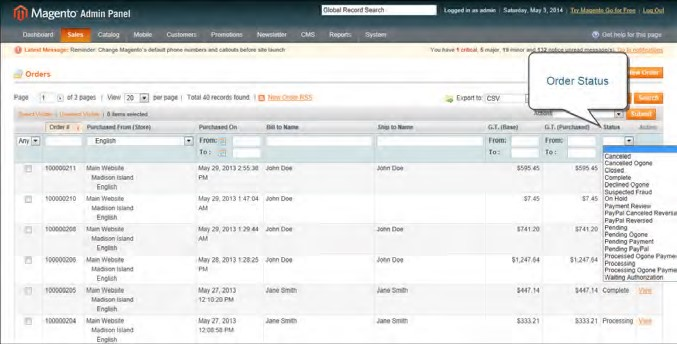 Magento Admin Panel
Global Record Search
Logged in as admin | Saturday, May 3, 2014 | Try Magento Go for Free | Log Out
Dashboard Sales Catalog Mobile Customers Promotions Newsletter CMS Reports System Get help for this page
Latest Message: Reminder: Change Magento's default phone numbers and callouts before site launch
You have 1 critical, 5 major, 19 minor and 132 notice unread message(s). Go to notifications
Orders
New Order
Order Status
Page 1 of 2 pages | View 20 per page | Total 40 records found | New Order RSS
Export to: CSV
Search
0 items selected
Actions
Submit
Order # Purchased From (Store) Purchased On Bill to Name Ship to Name G.T. (Base) G.T. (Purchased) Status Action
Any English From: From: From:
To: To: To:
Canceled
Cancelled Ogone
Closed
Complete
Declined Ogone
Suspected Fraud
On Hold
Payment Review
PayPal Canceled Reversa
PayPal Reversed
Pending
Pending Ogone
Pending Payment
Pending PayPal
Processed Ogone Paymen
Processing
Processing Ogone Payme
Waiting Authorization
100000211 Main Website May 29, 2013 2:55:38 John Doe John Doe $595.45 $595.45
Madison Island PM
English
100000210 Main Website May 29, 2013 1:47:04 John Doe John Doe $7.45 $7.45
Madison Island AM
English
100000208 Main Website May 29, 2013 1:29:44 John Doe John Doe $741.20 $741.20
Madison Island AM
English
100000206 Main Website May 28, 2013 1:28:25 John Doe John Doe $1,247.64 $1,247.64
Madison Island PM
English
100000205 Main Website May 27, 2013 Jane Smith Jane Smith $447.14 $447.14 Complete View
Madison Island 12:10:20 PM
English
100000204 Main Website May 27, 2013 Jane Smith Jane Smith $333.21 $333.21 Processing View
Madison Island 12:08:58 PM
English